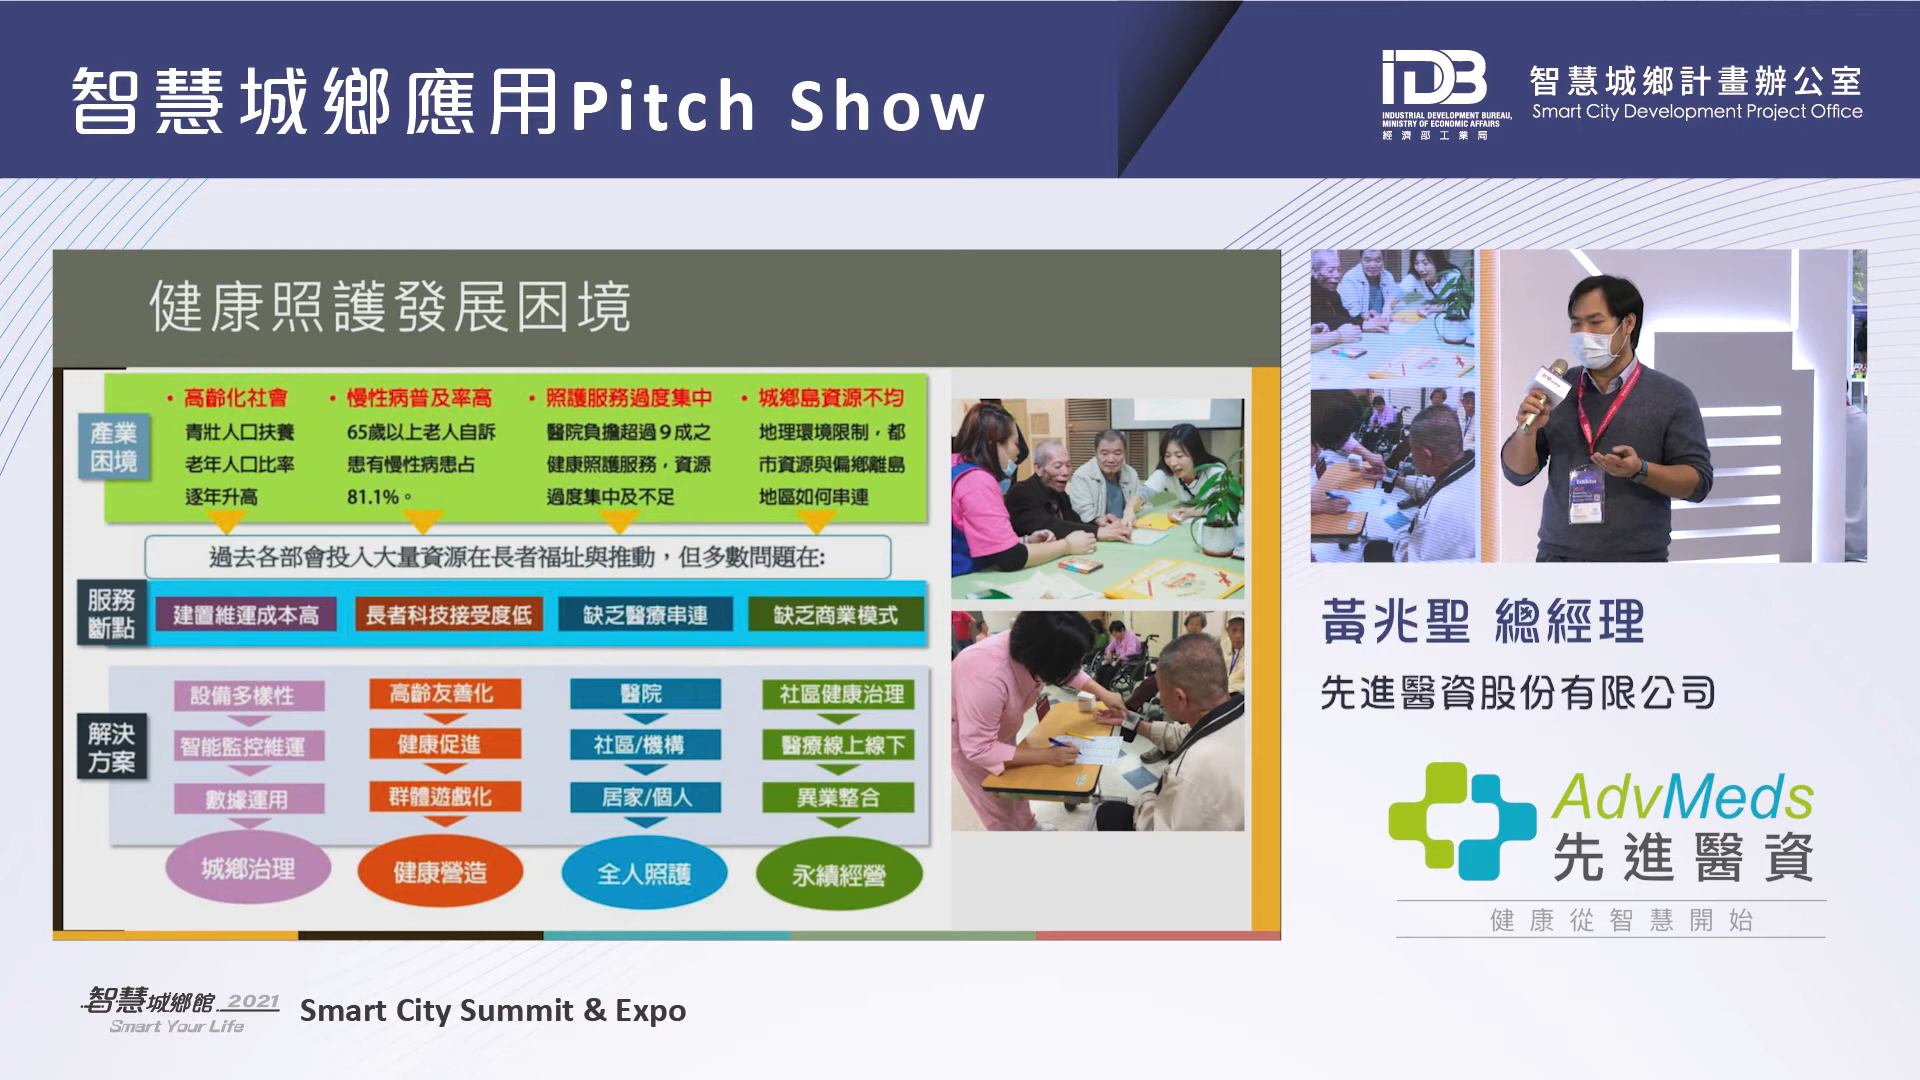 智慧城鄉應用Pitch Show
IDB
INDUSTRIAL DEVELOPMENT BUREAU,
MINISTRY OF ECONOMIC AFFAIRS
經濟部工業局
智慧城鄉計畫辦公室
Smart City Development Project Office
健康照護發展困境
產業
困境
• 高齡化社會
青壯人口扶養
老年人口比率
逐年升高
• 慢性病普及率高
65歲以上老人自訴
患有慢性病患占
81.1%。
• 照護服務過度集中
醫院負擔超過9成之
健康照護服務，資源
過度集中及不足
• 城鄉島資源不均
地理環境限制，都
市資源與偏鄉離島
地區如何串連
過去各部會投入大量資源在長者福址與推動，但多數問題在:
服務
斷點
建置維運成本高
長者科技接受度低
缺乏醫療串連
缺乏商業模式
解決
方案
設備多樣性
智能監控維運
數據運用
城鄉治理
高齡友善化
健康促進
群體遊戲化
健康營造
醫院
社區/機構
居家/個人
全人照護
社區健康治理
醫療線上線下
異業整合
永續經營
黃兆聖 總經理
先進醫資股份有限公司
AdvMeds
先進醫資
健康從智慧開始
智慧城鄉館 2021
Smart Your Life
Smart City Summit & Expo